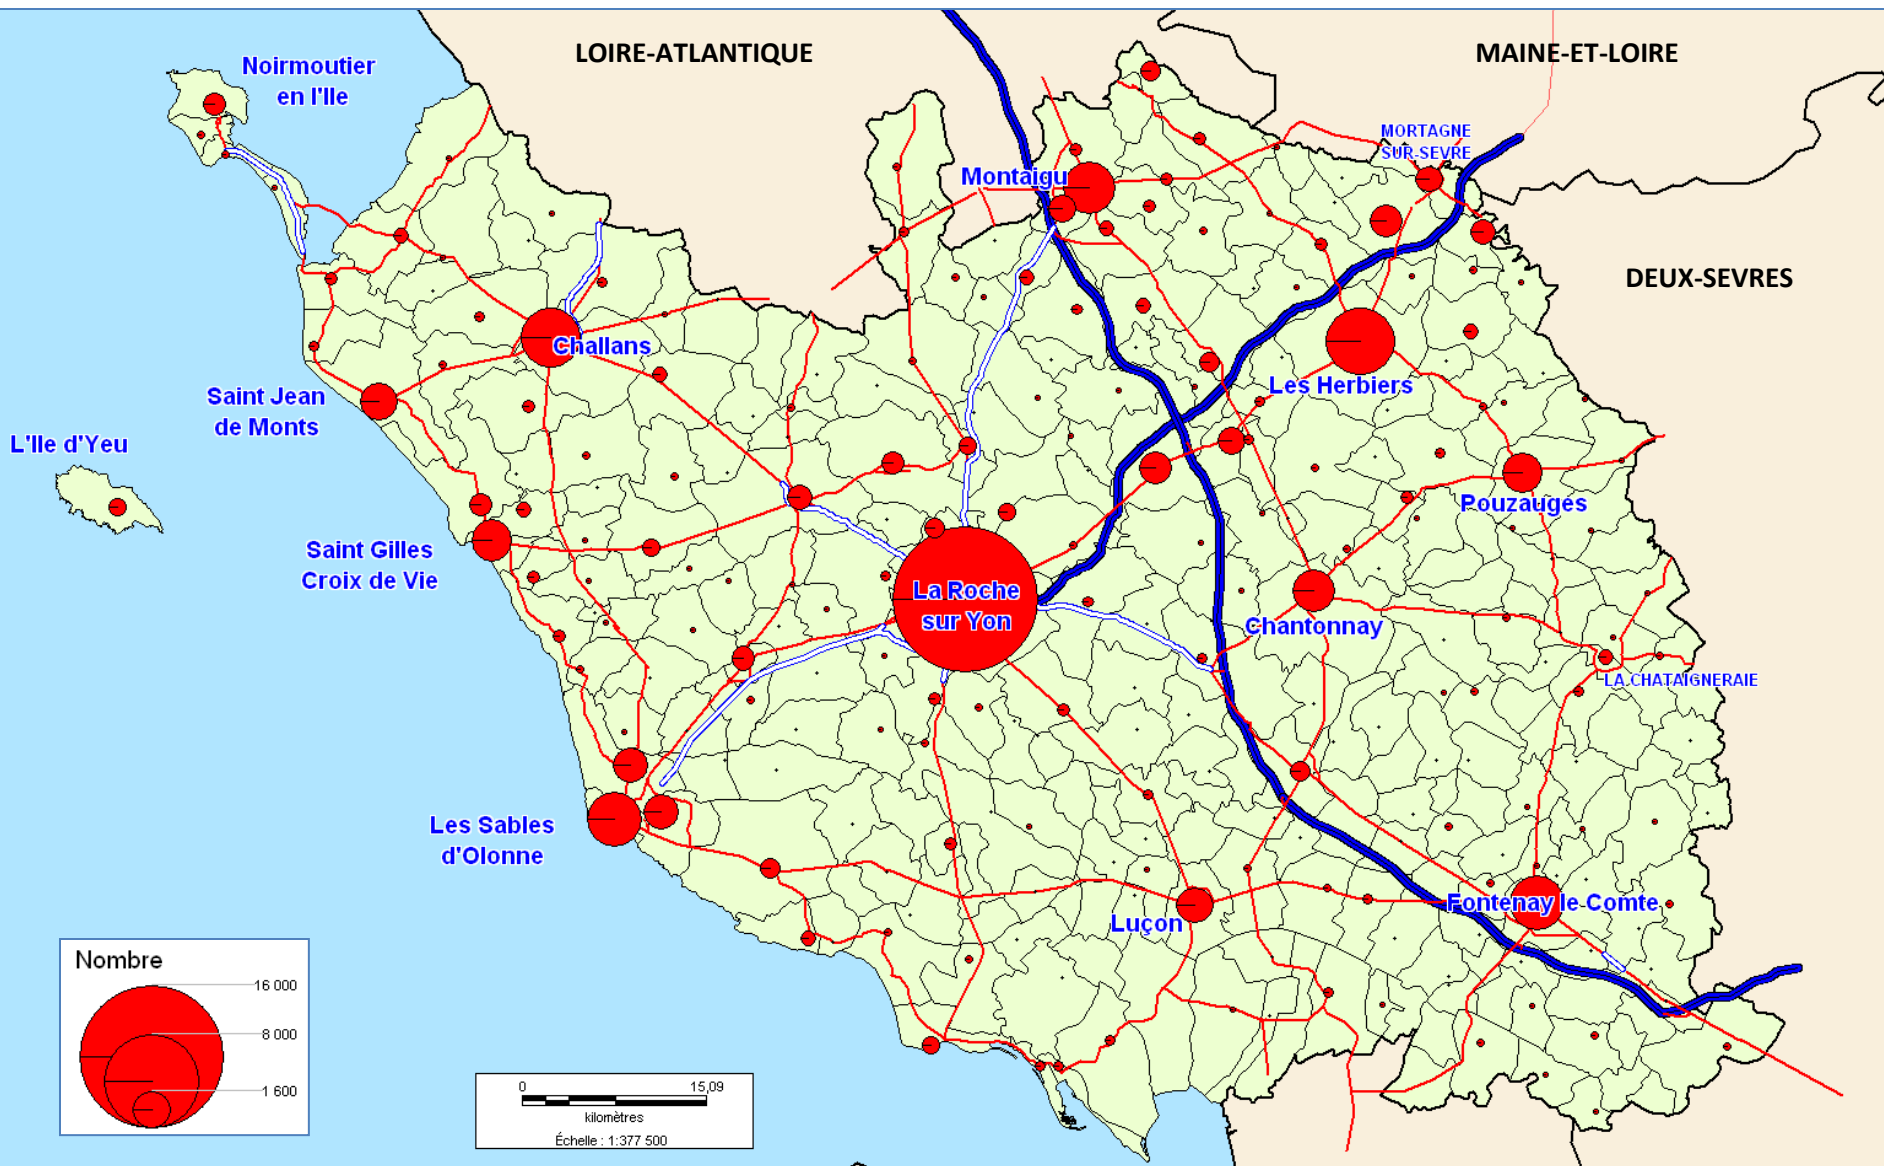 LOIRE-ATLANTIQUE
MAINE-ET-LOIRE
Noirmoutier
en l'Ile
MORTAGNE
SUR-SEVRE
Montaigu
DEUX-SEVRES
Challans
Les Herbiers
Saint Jean
de Monts
L'Ile d'Yeu
Pouzauges
Saint Gilles
Croix de Vie
La Roche
sur Yon
Chantonnay
LA CHATAIGNERAIE
Les Sables
d'Olonne
Fontenay le Comte
Luçon
Nombre
16 000
8 000
1 600
0 15,09
kilomètres
Échelle : 1:377 500